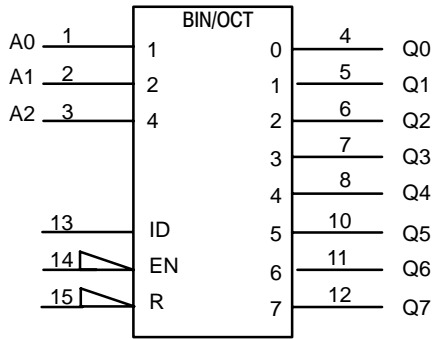 BIN/OCT
A0 1 1 0 4 Q0
A1 2 2 1 5 Q1
A2 3 4 2 6 Q2
3 7 Q3
4 8 Q4
13 ID 5 10 Q5
14 EN 6 11 Q6
15 R 7 12 Q7